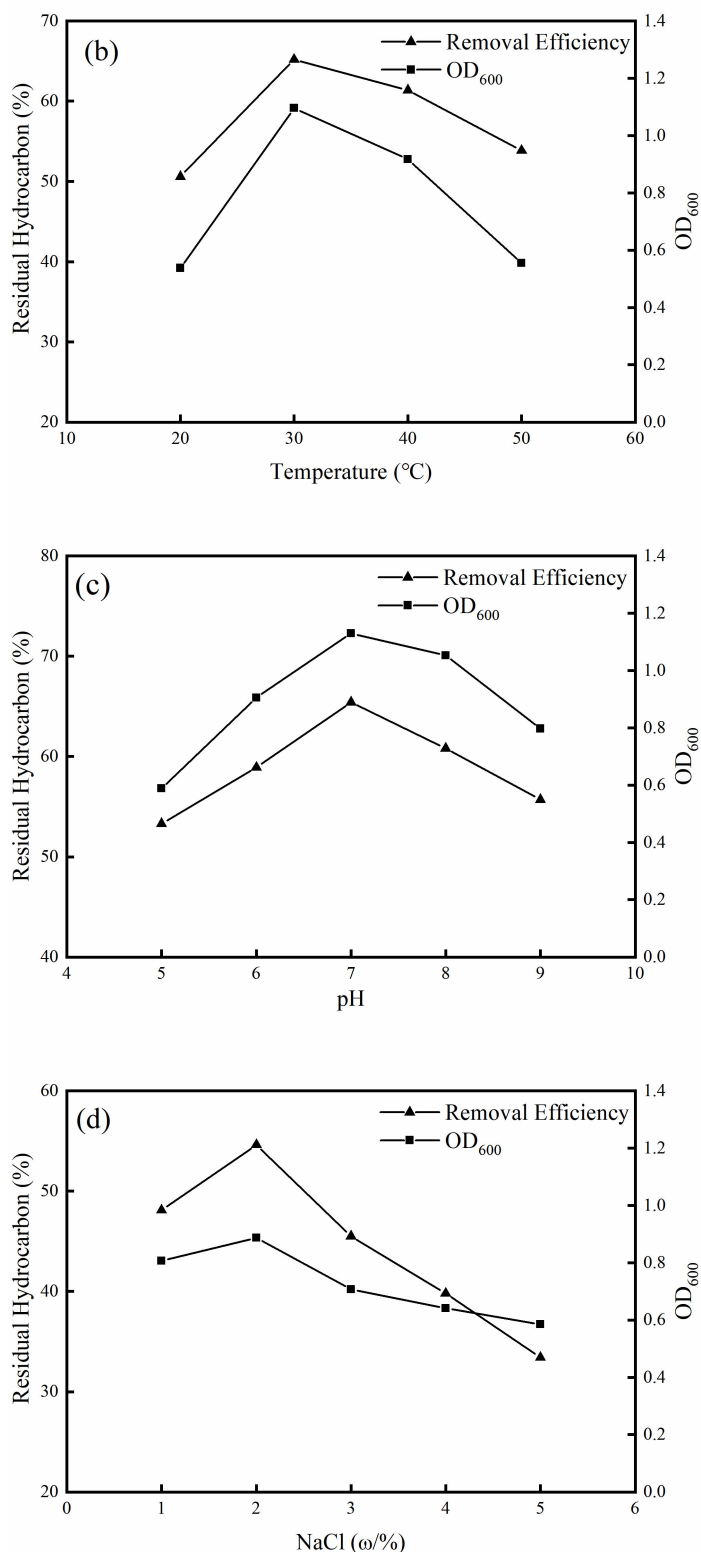 (b)
Removal Efficiency
OD600
Residual Hydrocarbon (%)
OD600
70
60
50
40
30
20
1.4
1.2
1.0
0.8
0.6
0.4
0.2
0.0
10 20 30 40 50 60
Temperature (℃)
(c)
Removal Efficiency
OD600
Residual Hydrocarbon (%)
OD600
80
70
60
50
40
1.4
1.2
1.0
0.8
0.6
0.4
0.2
0.0
4 5 6 7 8 9 10
pH
(d)
Removal Efficiency
OD600
Residual Hydrocarbon (%)
OD600
60
50
40
30
20
1.4
1.2
1.0
0.8
0.6
0.4
0.2
0.0
0 1 2 3 4 5 6
NaCl (ω/%)